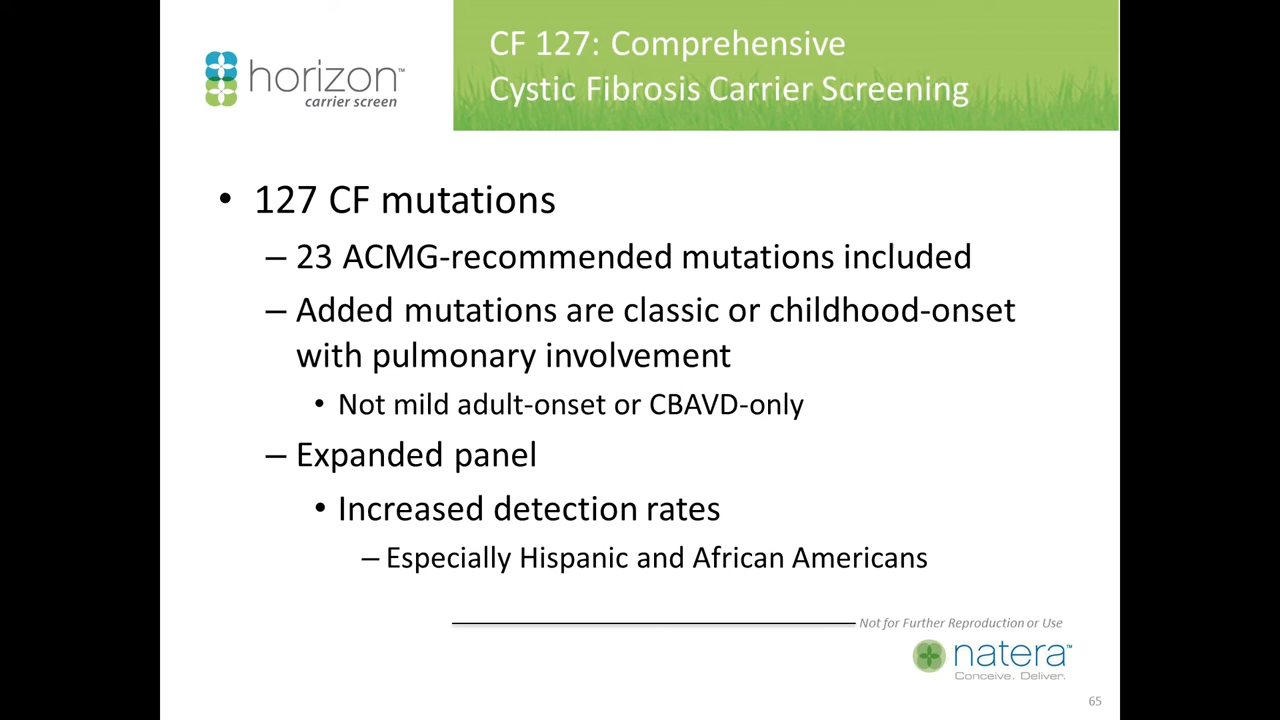 horizon™
carrier screen
CF 127: Comprehensive
Cystic Fibrosis Carrier Screening
• 127 CF mutations
– 23 ACMG-recommended mutations included
– Added mutations are classic or childhood-onset
with pulmonary involvement
• Not mild adult-onset or CBAVD-only
– Expanded panel
• Increased detection rates
– Especially Hispanic and African Americans
Not for Further Reproduction or Use
natera™
Conceive. Deliver.
65